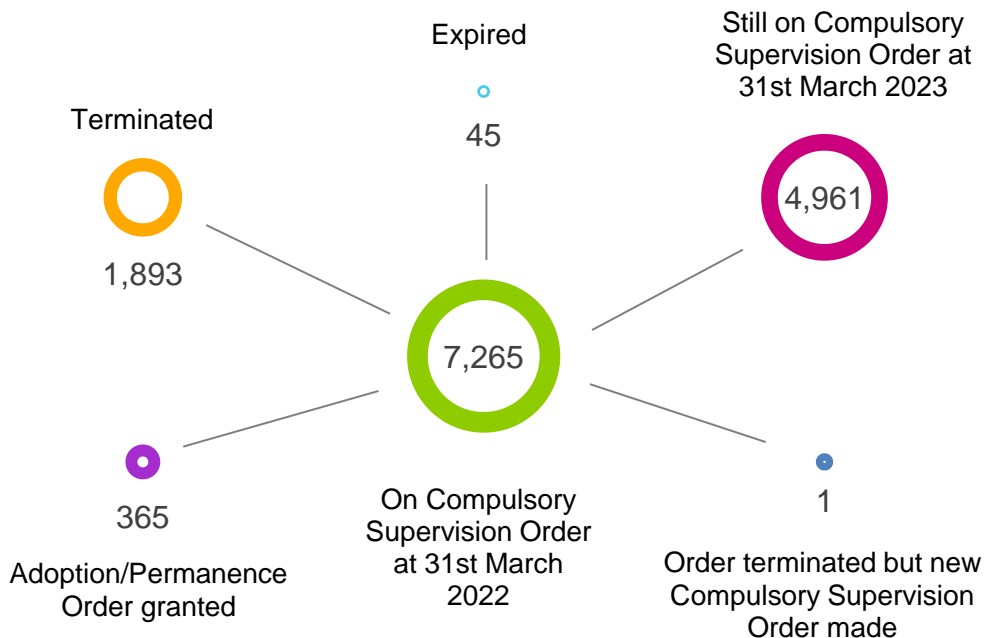 Expired
45
Still on Compulsory
Supervision Order at
31st March 2023
4,961
Terminated
1,893
7,265
On Compulsory
Supervision Order
at 31st March
2022
365
Adoption/Permanence
Order granted
1
Order terminated but new
Compulsory Supervision
Order made